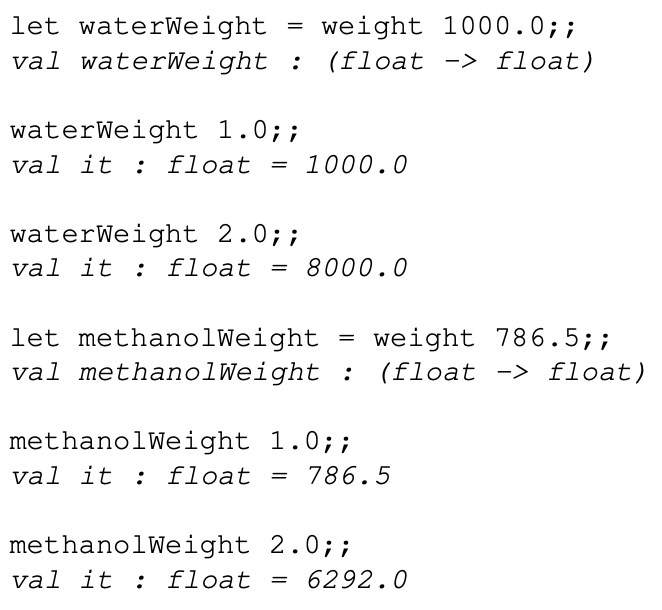 let waterWeight = weight 1000.0;;
val waterWeight : (float -> float)
waterWeight 1.0;;
val it : float = 1000.0
waterWeight 2.0;;
val it : float = 8000.0
let methanolWeight = weight 786.5;;
val methanolWeight : (float -> float)
methanolWeight 1.0;;
val it : float = 786.5
methanolWeight 2.0;;
val it : float = 6292.0